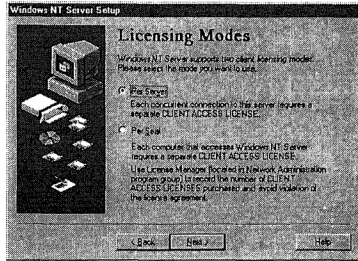 Windows NT Server Setup
Licensing Modes
Windows NT Server supports two client licensing modes.
Please select the mode you want to use.
Per Server
Each concurrent connection to this server requires a
separate CLIENT ACCESS LICENSE.
Per Seat
Each computer that accesses Windows NT Server
requires a separate CLIENT ACCESS LICENSE.
Use License Manager (located in Network Administration
program group) to record the number of CLIENT
ACCESS LICENSES purchased and avoid violation of
the license agreement.
< Back
Next >
Help